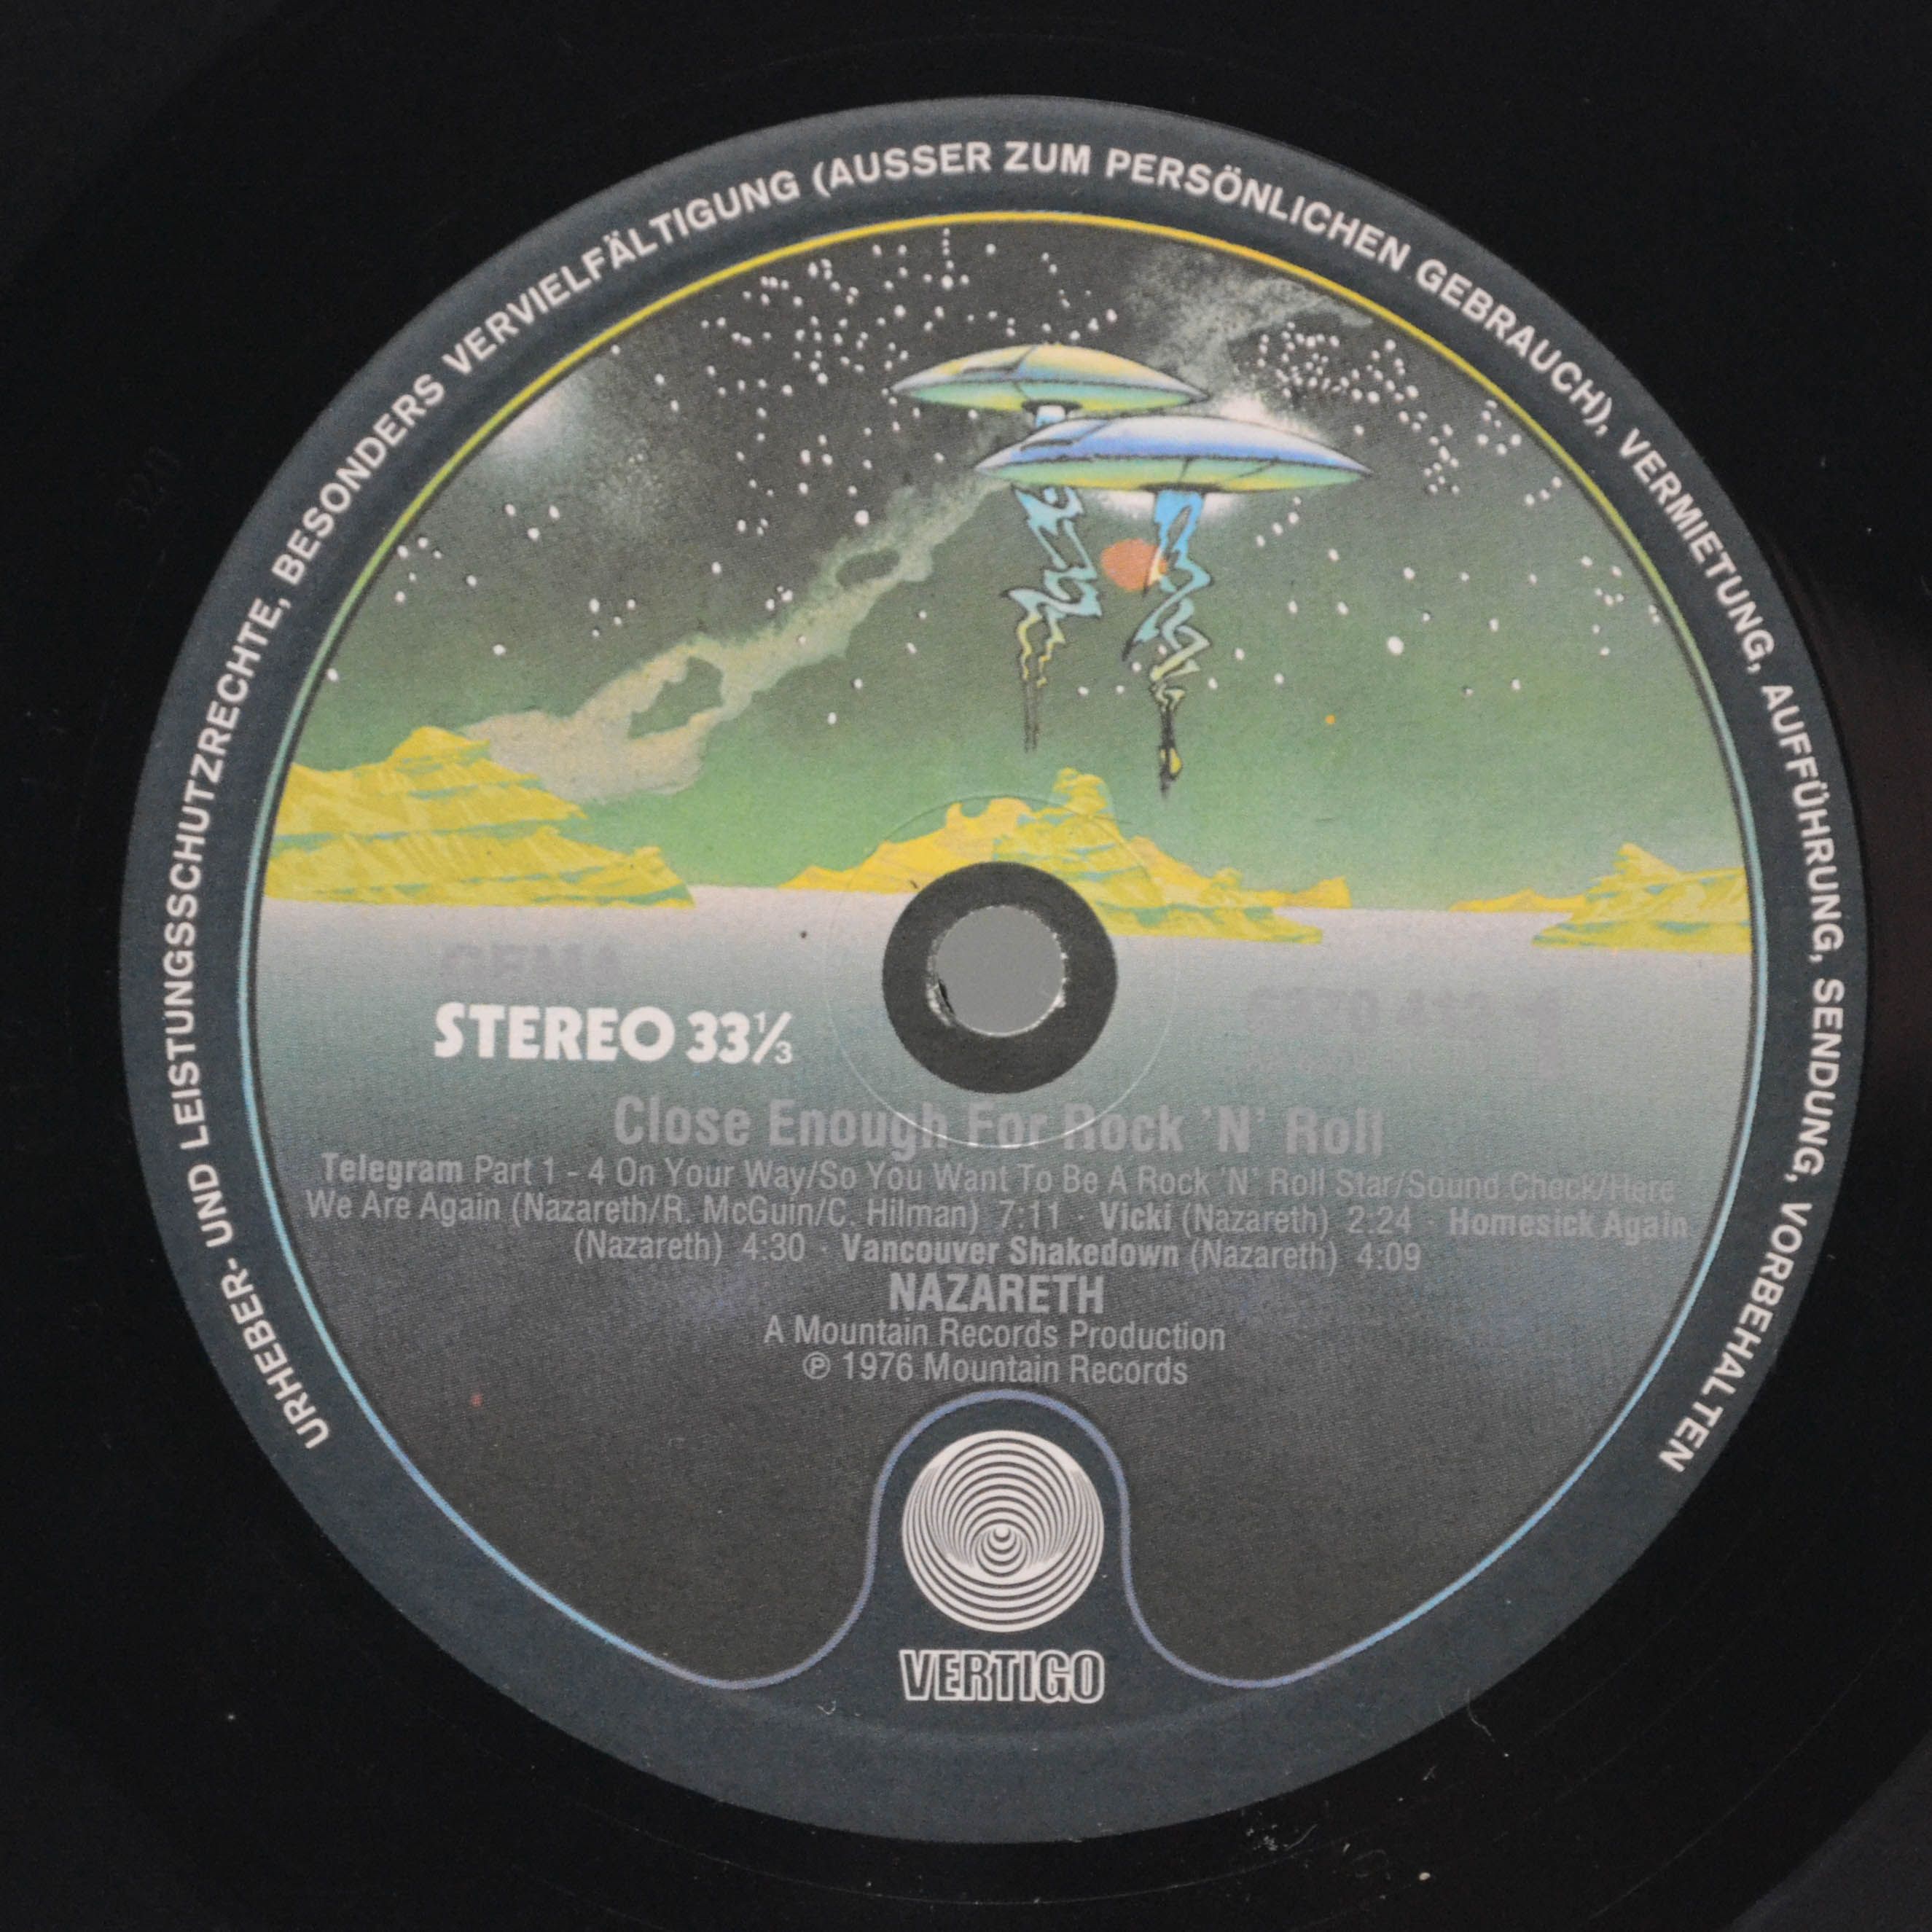 URHEBER- UND LEISTUNGSSCHUTZRECHTE, BESONDERS VERVIELFÄLTIGUNG (AUSSER ZUM PERSÖNLICHEN GEBRAUCH), VERMIETUNG, AUFFÜHRUNG, SENDUNG, VORBEHALTEN
GEMA
STEREO 33⅓
Close Enough For Rock 'N' Roll
Telegram Part 1 - 4 On Your Way/So You Want To Be A Rock 'N' Roll Star/Sound Check/Here
We Are Again (Nazareth/R. McGuin/C. Hilman) 7:11 · Vicki (Nazareth) 2:24 · Homesick Again
(Nazareth) 4:30 · Vancouver Shakedown (Nazareth) 4:09
NAZARETH
A Mountain Records Production
℗ 1976 Mountain Records
VERTIGO